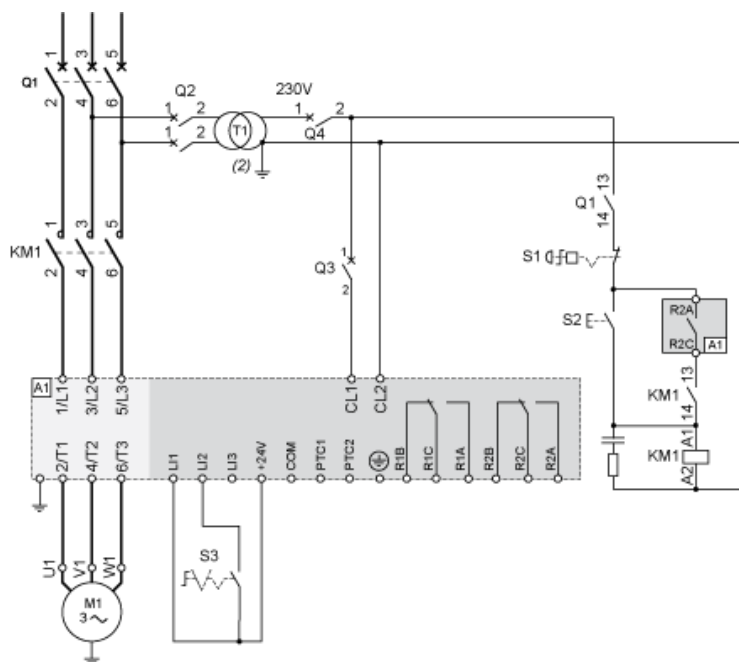 1 3 5
Q1
2 4 6
Q2
1 2
1 2
T1
(2)
230V
1 2
Q4
13
Q1
14
1 3 5
KM1
2 4 6
1
Q3
2
S1
S2
R2A
R2C
A1
13
KM1
14
A1
KM1
A2
A1
1/L1 3/L2 5/L3
CL1 CL2
2/T1 4/T2 6/T3
LI1 LI2 LI3 +24V COM PTC1 PTC2 R1B R1C R1A R2B R2C R2A
S3
U1 V1 W1
M1
3 ~